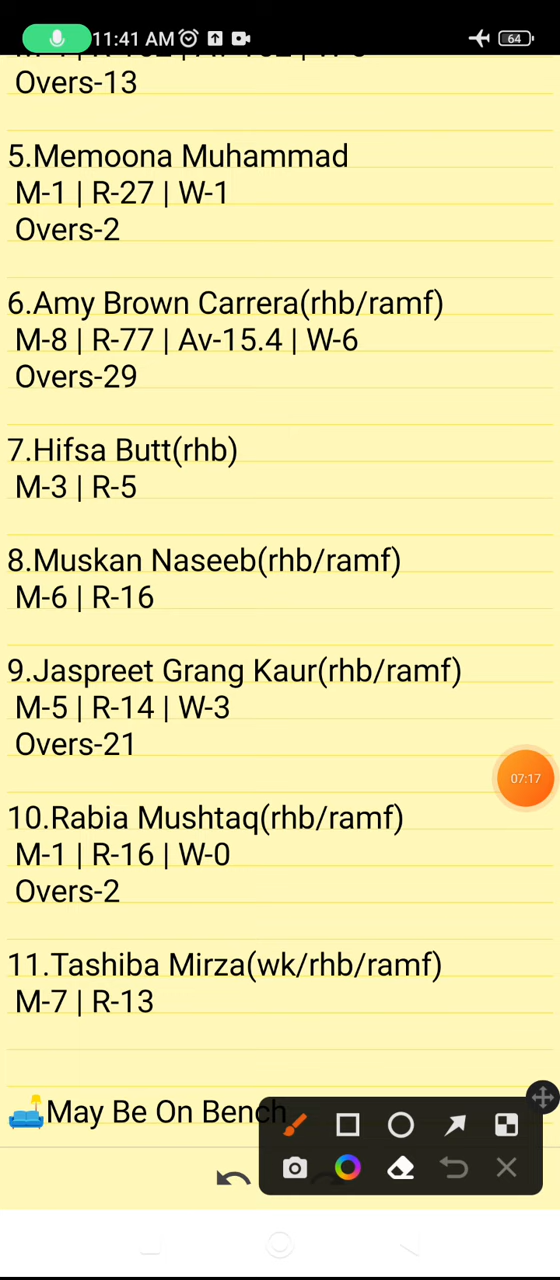 11:41 AM
64
Overs-13
5.Memoona Muhammad
M-1 | R-27 | W-1
Overs-2
6.Amy Brown Carrera(rhb/ramf)
M-8 | R-77 | Av-15.4 | W-6
Overs-29
7.Hifsa Butt(rhb)
M-3 | R-5
8.Muskan Naseeb(rhb/ramf)
M-6 | R-16
9.Jaspreet Grang Kaur(rhb/ramf)
M-5 | R-14 | W-3
Overs-21
07:17
10.Rabia Mushtaq(rhb/ramf)
M-1 | R-16 | W-0
Overs-2
11.Tashiba Mirza(wk/rhb/ramf)
M-7 | R-13
May Be On Bench